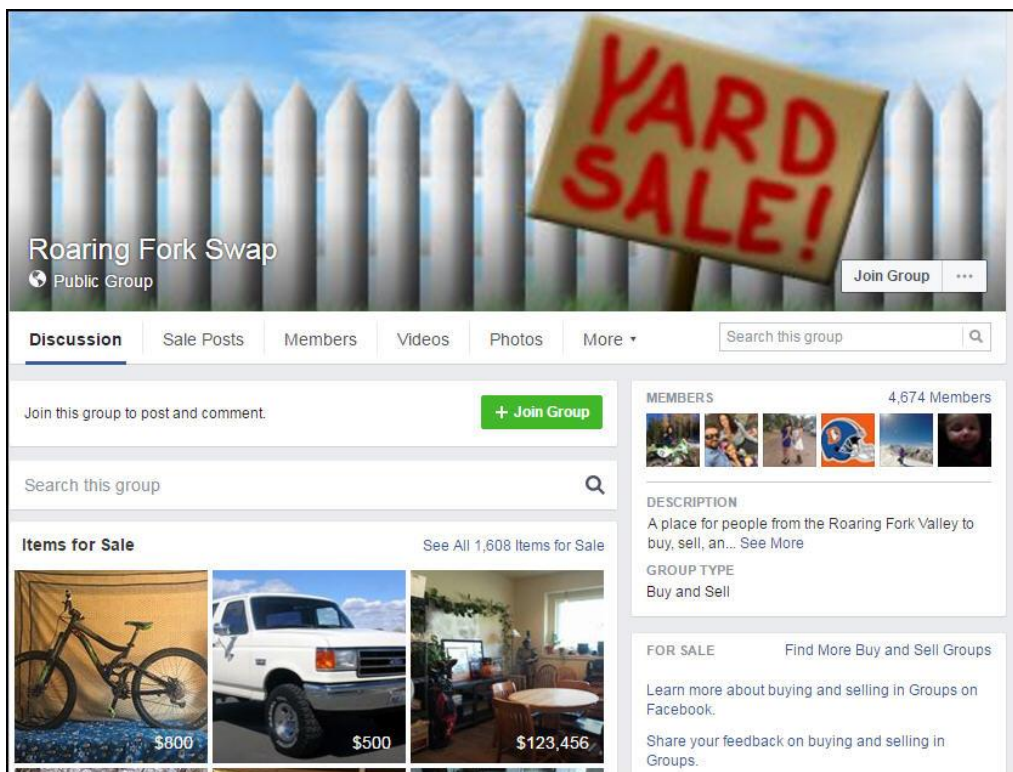 YARD
SALE!
Roaring Fork Swap
Public Group
Join Group
Discussion
Sale Posts
Members
Videos
Photos
More
Search this group
Join this group to post and comment.
+ Join Group
Search this group
Items for Sale
See All 1,608 Items for Sale
$800
$500
$123,456
MEMBERS
4,674 Members
DESCRIPTION
A place for people from the Roaring Fork Valley to
buy, sell, an... See More
GROUP TYPE
Buy and Sell
FOR SALE
Find More Buy and Sell Groups
Learn more about buying and selling in Groups on
Facebook.
Share your feedback on buying and selling in
Groups.